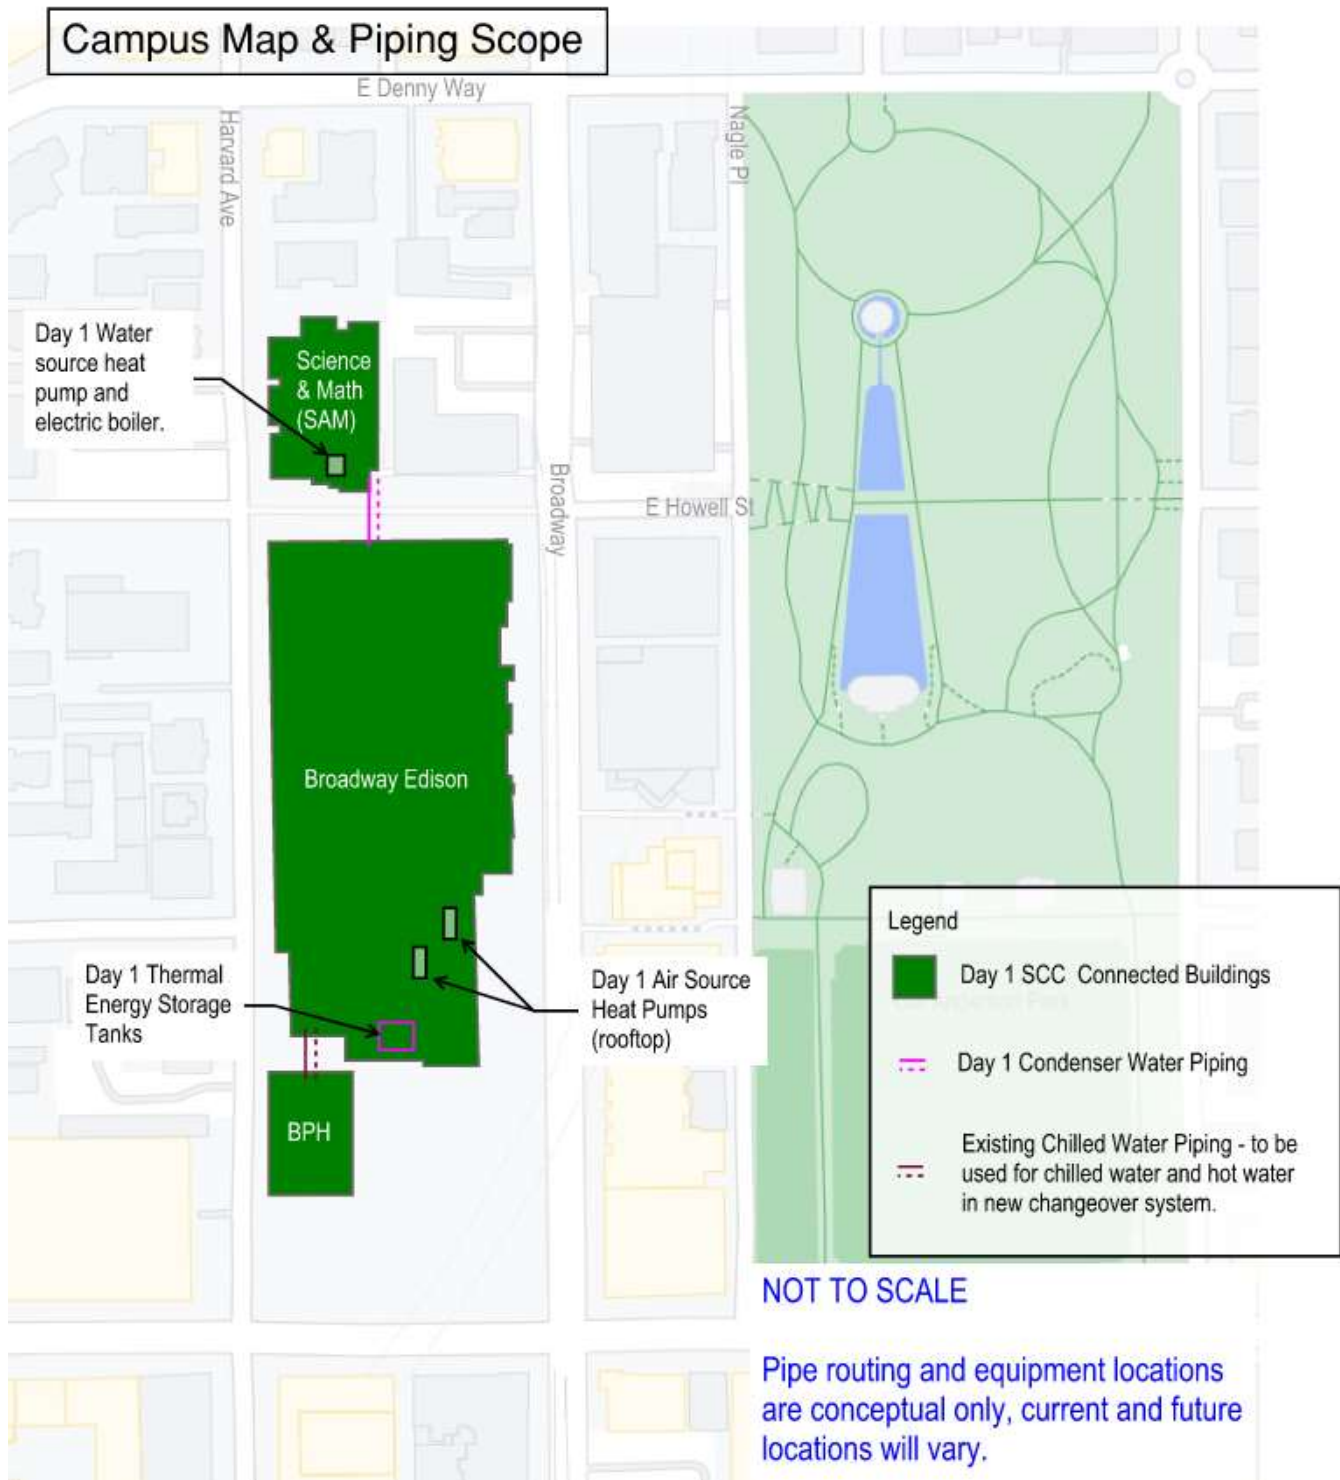 Campus Map & Piping Scope
E Denny Way
Harvard Ave
Nagle Pl
Day 1 Water
source heat
pump and
electric boiler.
Science
& Math
(SAM)
Broadway
E Howell St
Broadway Edison
Day 1 Thermal
Energy Storage
Tanks
Day 1 Air Source
Heat Pumps
(rooftop)
BPH
Legend
Day 1 SCC Connected Buildings
Day 1 Condenser Water Piping
Existing Chilled Water Piping - to be
used for chilled water and hot water
in new changeover system.
NOT TO SCALE
Pipe routing and equipment locations
are conceptual only, current and future
locations will vary.